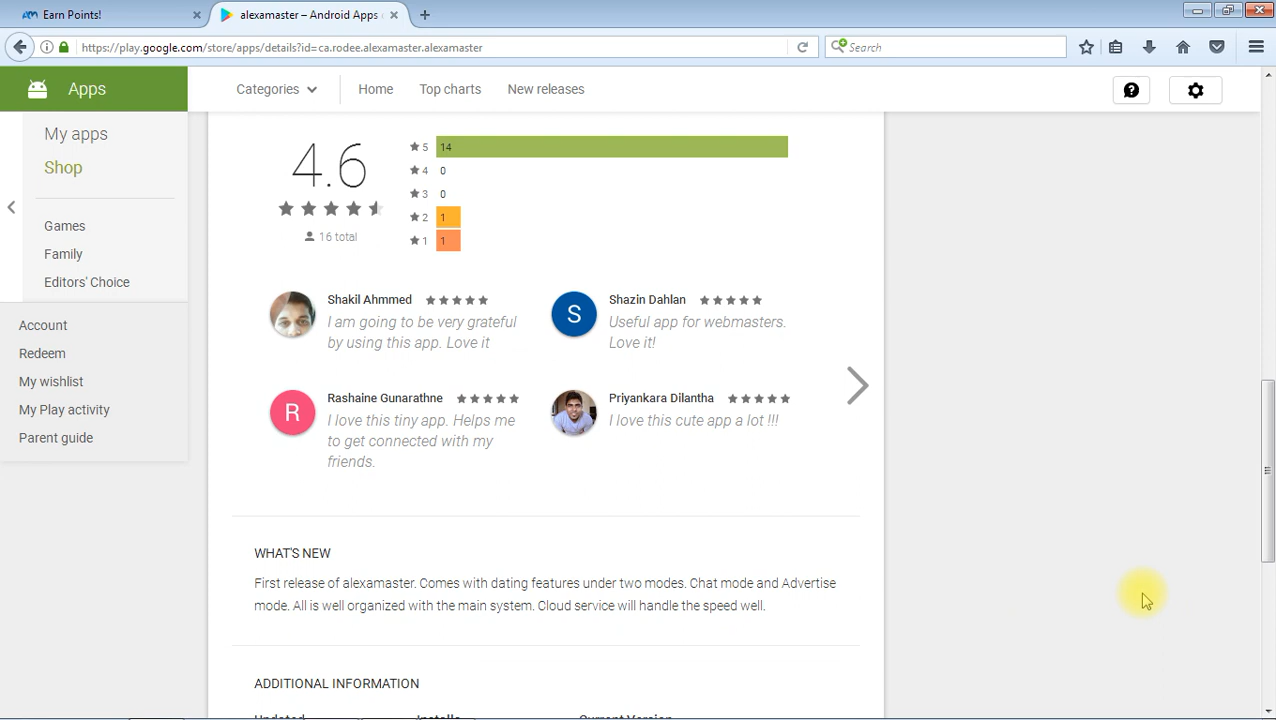 Earn Points!
alexamaster – Android Apps
https://play.google.com/store/apps/details?id=ca.rodee.alexamaster.alexamaster
Search
Apps
Categories
Home
Top charts
New releases
My apps
Shop
Games
Family
Editors' Choice
Account
Redeem
My wishlist
My Play activity
Parent guide
4.6
16 total
5 14
4 0
3 0
2 1
1 1
Shakil Ahmmed
I am going to be very grateful
by using this app. Love it
S
Shazin Dahlan
Useful app for webmasters.
Love it!
R
Rashaine Gunarathne
I love this tiny app. Helps me
to get connected with my
friends.
Priyankara Dilantha
I love this cute app a lot !!!
WHAT'S NEW
First release of alexamaster. Comes with dating features under two modes. Chat mode and Advertise
mode. All is well organized with the main system. Cloud service will handle the speed well.
ADDITIONAL INFORMATION
Updated Installs Current Version